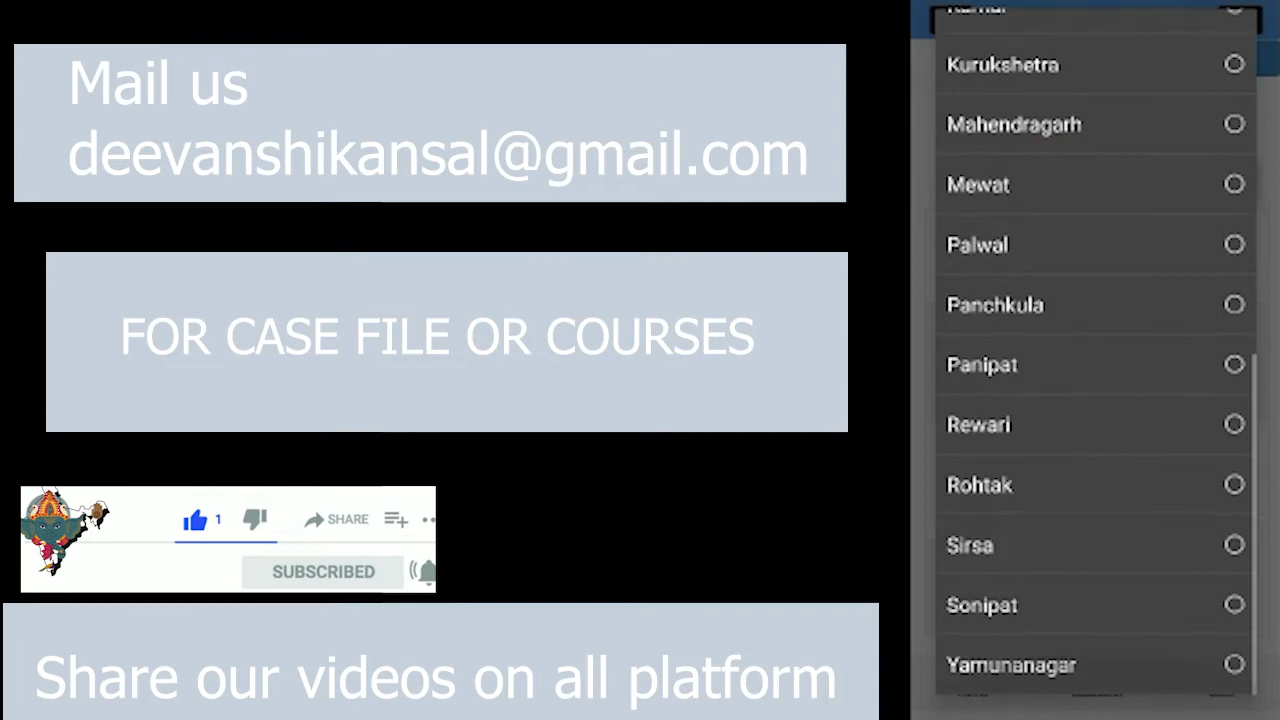 Mail us
deevanshikansal@gmail.com
FOR CASE FILE OR COURSES
1
SHARE
SUBSCRIBED
Share our videos on all platform
Kurukshetra
Mahendragarh
Mewat
Palwal
Panchkula
Panipat
Rewari
Rohtak
Sirsa
Sonipat
Yamunanagar